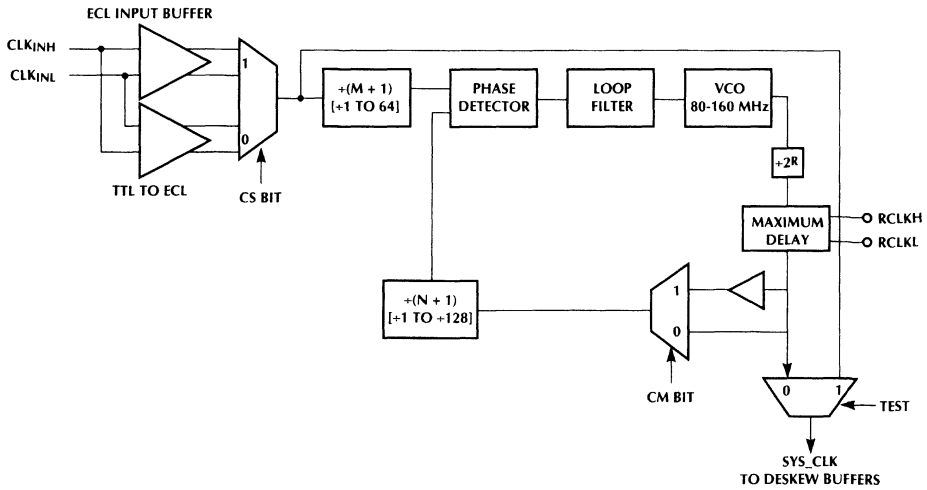 ECL INPUT BUFFER
CLKINH
CLKINL
1
0
TTL TO ECL
CS BIT
÷(M + 1)
[÷1 TO 64]
PHASE
DETECTOR
LOOP
FILTER
VCO
80-160 MHz
÷2R
MAXIMUM
DELAY
RCLKH
RCLKL
÷(N + 1)
[÷1 TO ÷128]
1
0
CM BIT
0
1
TEST
SYS_CLK
TO DESKEW BUFFERS